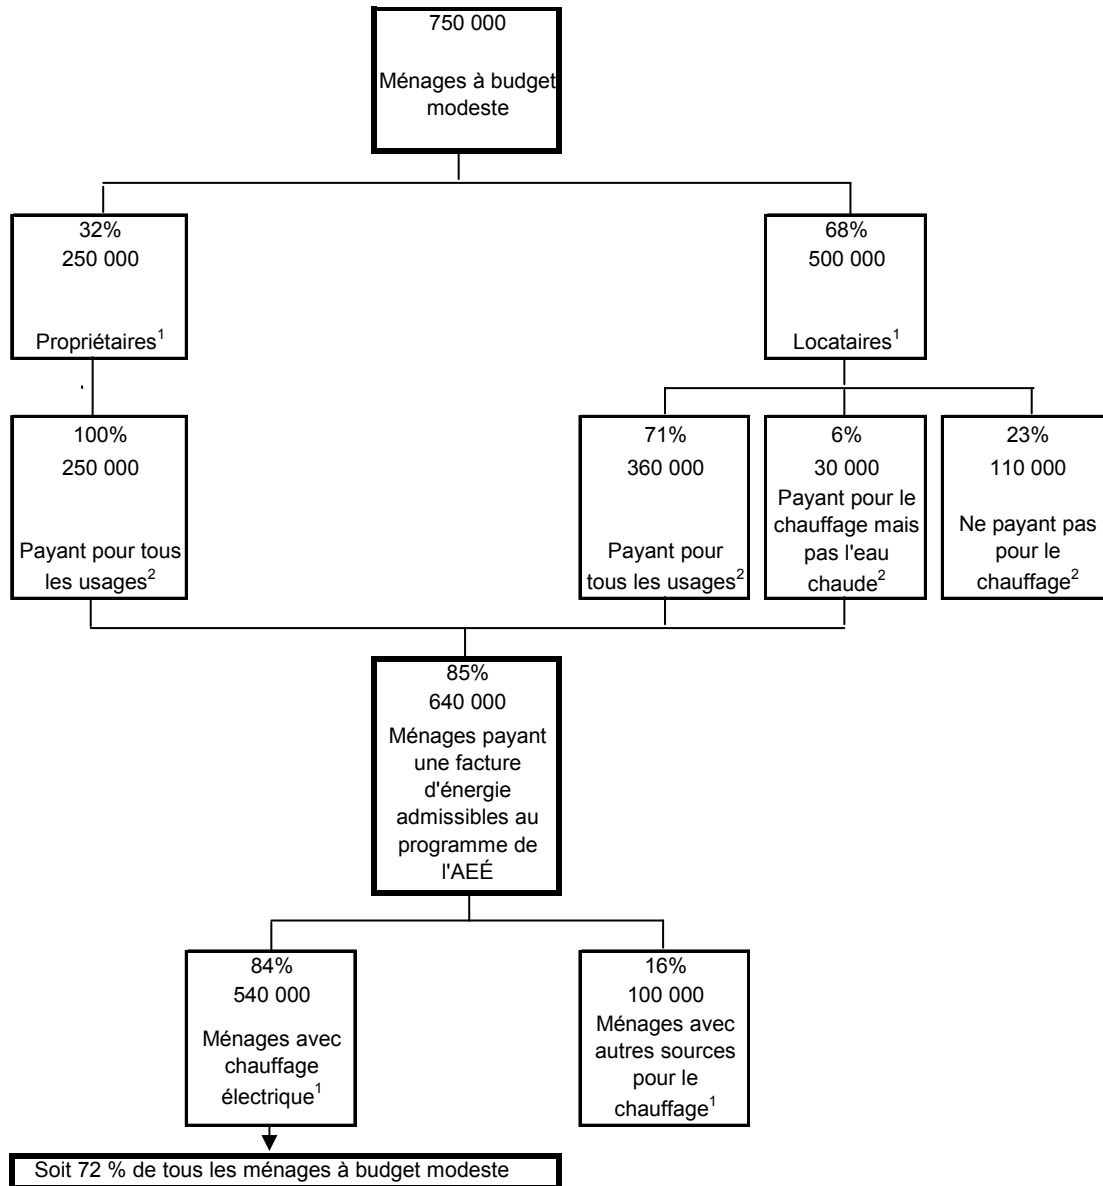 750 000
Ménages à budget
modeste
32%
250 000
Propriétaires¹
68%
500 000
Locataires¹
100%
250 000
Payant pour tous
les usages²
71%
360 000
Payant pour
tous les usages²
6%
30 000
Payant pour le
chauffage mais
pas l'eau
chaude²
23%
110 000
Ne payant pas
pour le
chauffage²
85%
640 000
Ménages payant
une facture
d'énergie
admissibles au
programme de
l'AEÉ
84%
540 000
Ménages avec
chauffage
électrique¹
16%
100 000
Ménages avec
autres sources
pour le
chauffage¹
Soit 72 % de tous les ménages à budget modeste